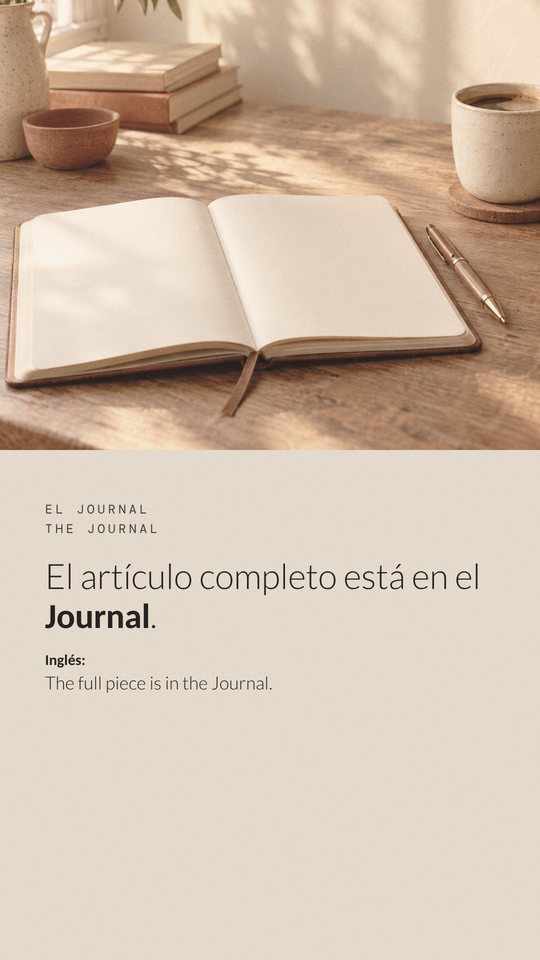 EL JOURNAL
THE JOURNAL
El artículo completo está en el
Journal.
Inglés:
The full piece is in the Journal.